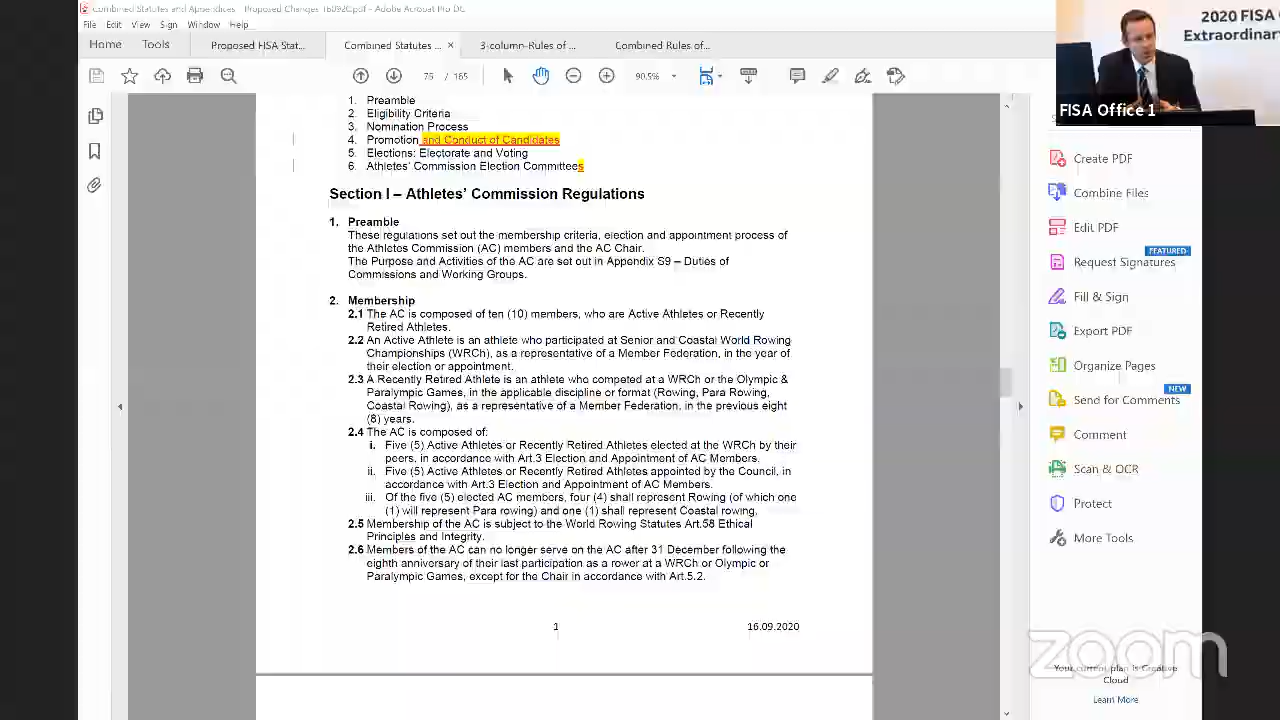 Combined Statutes and Appendices - Proposed Changes 160920.pdf - Adobe Acrobat Pro DC
File Edit View Sign Window Help
Home Tools Proposed FISA Stat... Combined Statutes ... × 3-column-Rules of ... Combined Rules of...
75 / 165 90.5%
1. Preamble
2. Eligibility Criteria
3. Nomination Process
4. Promotion and Conduct of Candidates
5. Elections: Electorate and Voting
6. Athletes' Commission Election Committees
Section I – Athletes' Commission Regulations
1. Preamble
These regulations set out the membership criteria, election and appointment process of
the Athletes Commission (AC) members and the AC Chair.
The Purpose and Activities of the AC are set out in Appendix S9 – Duties of
Commissions and Working Groups.
2. Membership
2.1 The AC is composed of ten (10) members, who are Active Athletes or Recently
Retired Athletes.
2.2 An Active Athlete is an athlete who participated at Senior and Coastal World Rowing
Championships (WRCh), as a representative of a Member Federation, in the year of
their election or appointment.
2.3 A Recently Retired Athlete is an athlete who competed at a WRCh or the Olympic &
Paralympic Games, in the applicable discipline or format (Rowing, Para Rowing,
Coastal Rowing), as a representative of a Member Federation, in the previous eight
(8) years.
2.4 The AC is composed of:
i. Five (5) Active Athletes or Recently Retired Athletes elected at the WRCh by their
peers, in accordance with Art.3 Election and Appointment of AC Members.
ii. Five (5) Active Athletes or Recently Retired Athletes appointed by the Council, in
accordance with Art.3 Election and Appointment of AC Members.
iii. Of the five (5) elected AC members, four (4) shall represent Rowing (of which one
(1) will represent Para rowing) and one (1) shall represent Coastal rowing.
2.5 Membership of the AC is subject to the World Rowing Statutes Art.58 Ethical
Principles and Integrity.
2.6 Members of the AC can no longer serve on the AC after 31 December following the
eighth anniversary of their last participation as a rower at a WRCh or Olympic or
Paralympic Games, except for the Chair in accordance with Art.5.2.
1 16.09.2020
2020 FISA
Extraordinar
FISA Office 1
Create PDF
Combine Files
Edit PDF
FEATURED
Request Signatures
Fill & Sign
Export PDF
Organize Pages
NEW
Send for Comments
Comment
Scan & OCR
Protect
More Tools
zoom
Your current plan is Creative
Cloud
Learn More